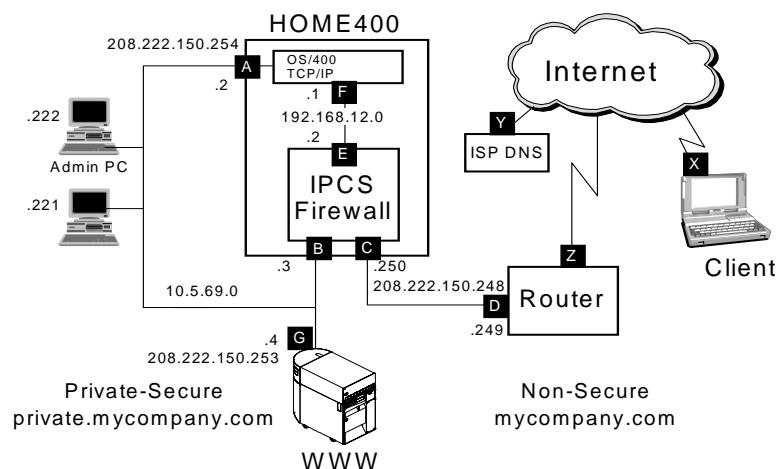 HOME400
208.222.150.254
A
OS/400
TCP/IP
.2
F
.1
192.168.12.0
.2
E
IPCS
Firewall
B
C
.3
.250
.222
Admin PC
.221
10.5.69.0
208.222.150.248
D
.249
Router
Z
Internet
Y
ISP DNS
X
Client
.4
G
208.222.150.253
WWW
Private-Secure
private.mycompany.com
Non-Secure
mycompany.com